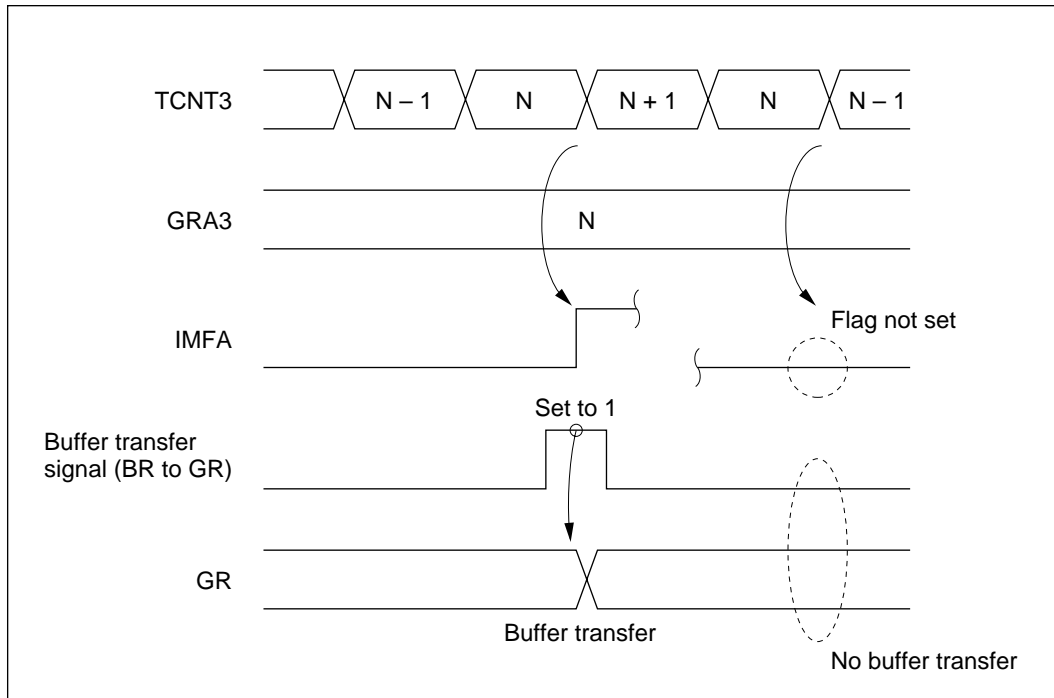 TCNT3
N – 1
N
N + 1
N
N – 1
GRA3
N
IMFA
Flag not set
Set to 1
Buffer transfer
signal (BR to GR)
GR
Buffer transfer
No buffer transfer